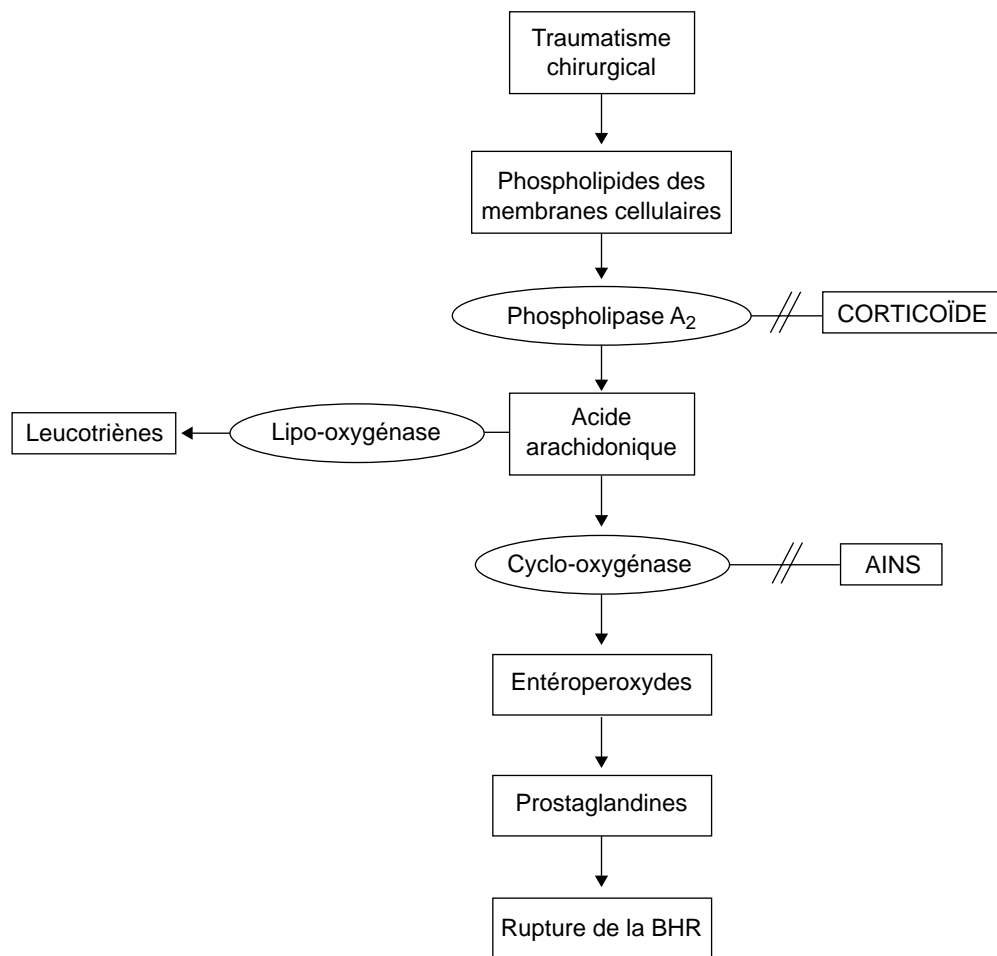 Traumatisme
chirurgical
Phospholipides des
membranes cellulaires
Phospholipase A₂
CORTICOÏDE
Leucotriènes
Lipo-oxygénase
Acide
arachidonique
Cyclo-oxygénase
AINS
Entéroperoxydes
Prostaglandines
Rupture de la BHR